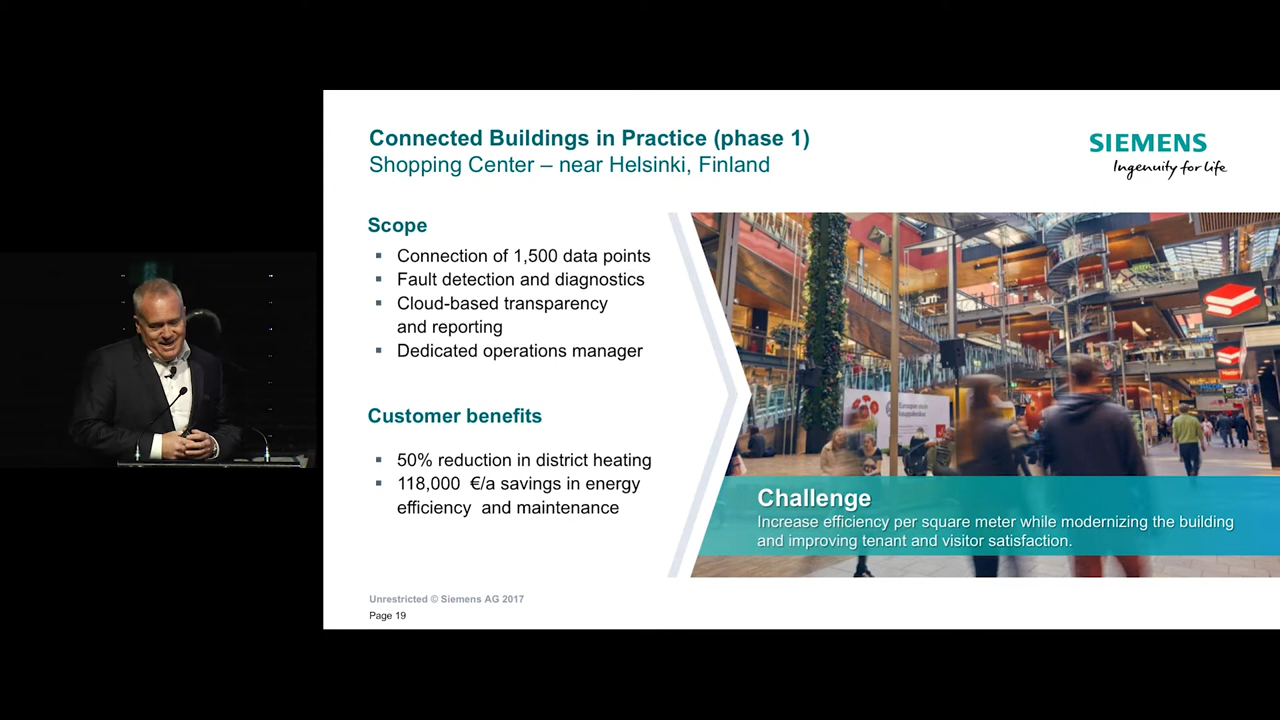 Connected Buildings in Practice (phase 1)
Shopping Center – near Helsinki, Finland
SIEMENS
Ingenuity for life
Scope
▪ Connection of 1,500 data points
▪ Fault detection and diagnostics
▪ Cloud-based transparency
and reporting
▪ Dedicated operations manager
Customer benefits
▪ 50% reduction in district heating
▪ 118,000 €/a savings in energy
efficiency and maintenance
Challenge
Increase efficiency per square meter while modernizing the building
and improving tenant and visitor satisfaction.
Unrestricted © Siemens AG 2017
Page 19